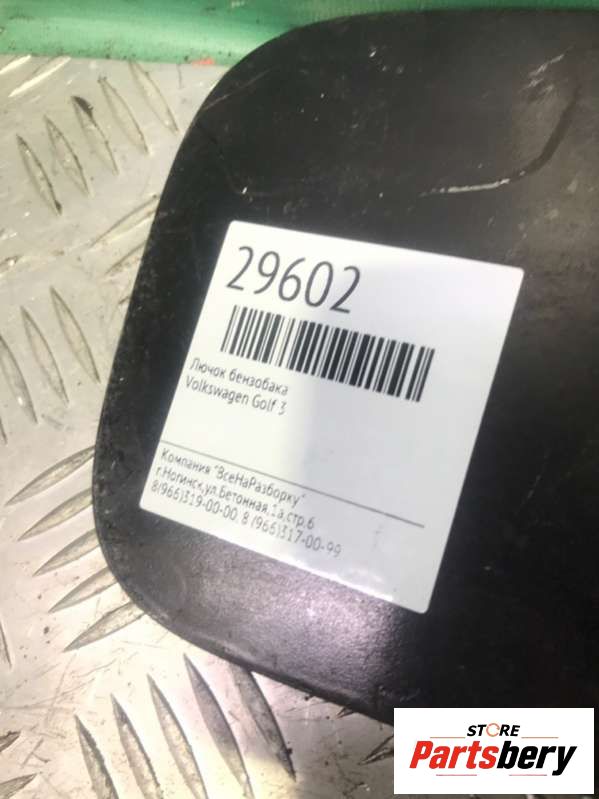 29602
Лючок бензобака
Volkswagen Golf 3
Компания "ВсеНаРазборку"
г.Ногинск,ул.Бетонная,1а,стр.6
8(966)319-00-00, 8 (966)317-00-99
STORE
Partsbery